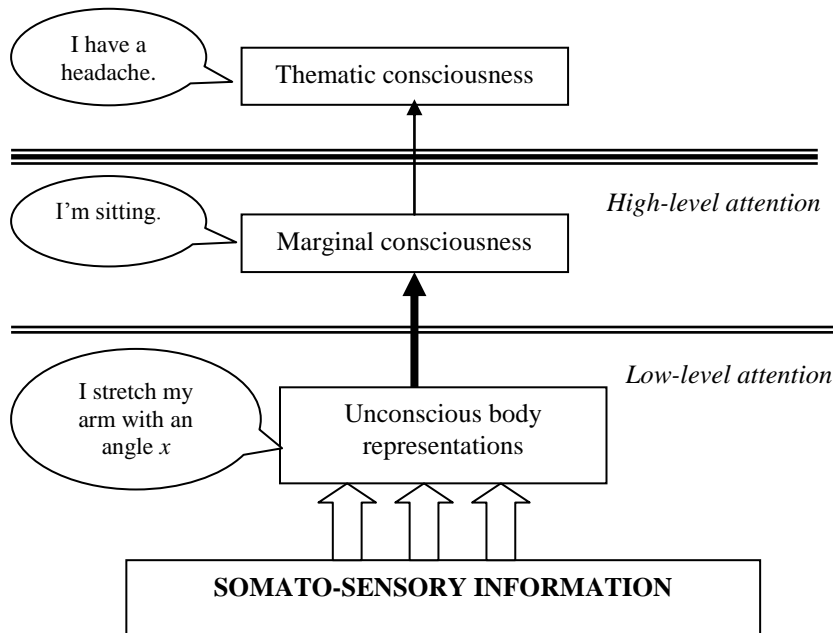 I have a
headache.
Thematic consciousness
High-level attention
I'm sitting.
Marginal consciousness
Low-level attention
I stretch my
arm with an
angle x
Unconscious body
representations
SOMATO-SENSORY INFORMATION